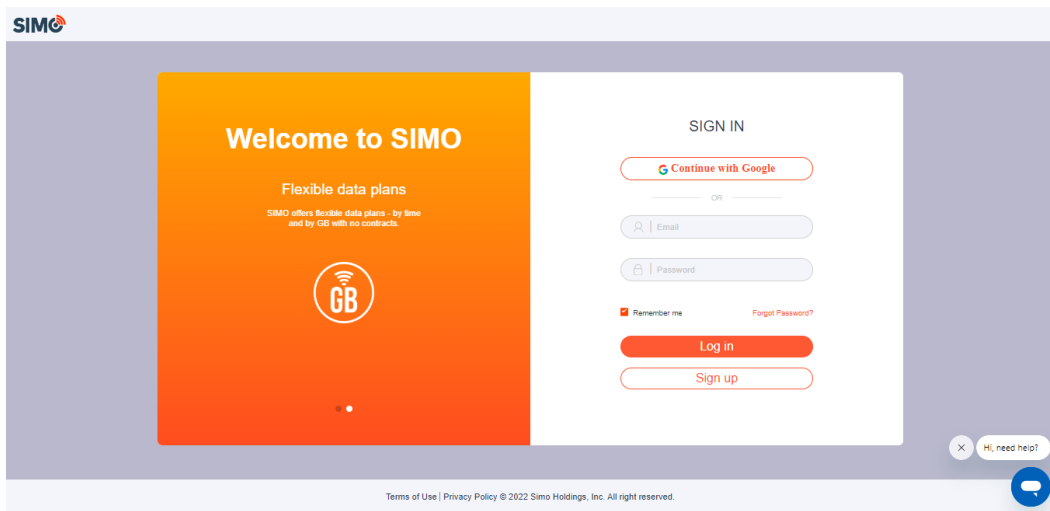 SIMO
Welcome to SIMO
Flexible data plans
SIMO offers flexible data plans - by time
and by GB with no contracts.
GB
SIGN IN
Continue with Google
OR
Email
Password
Remember me
Forgot Password?
Log in
Sign up
Hi, need help?
Terms of Use | Privacy Policy © 2022 Simo Holdings, Inc. All right reserved.